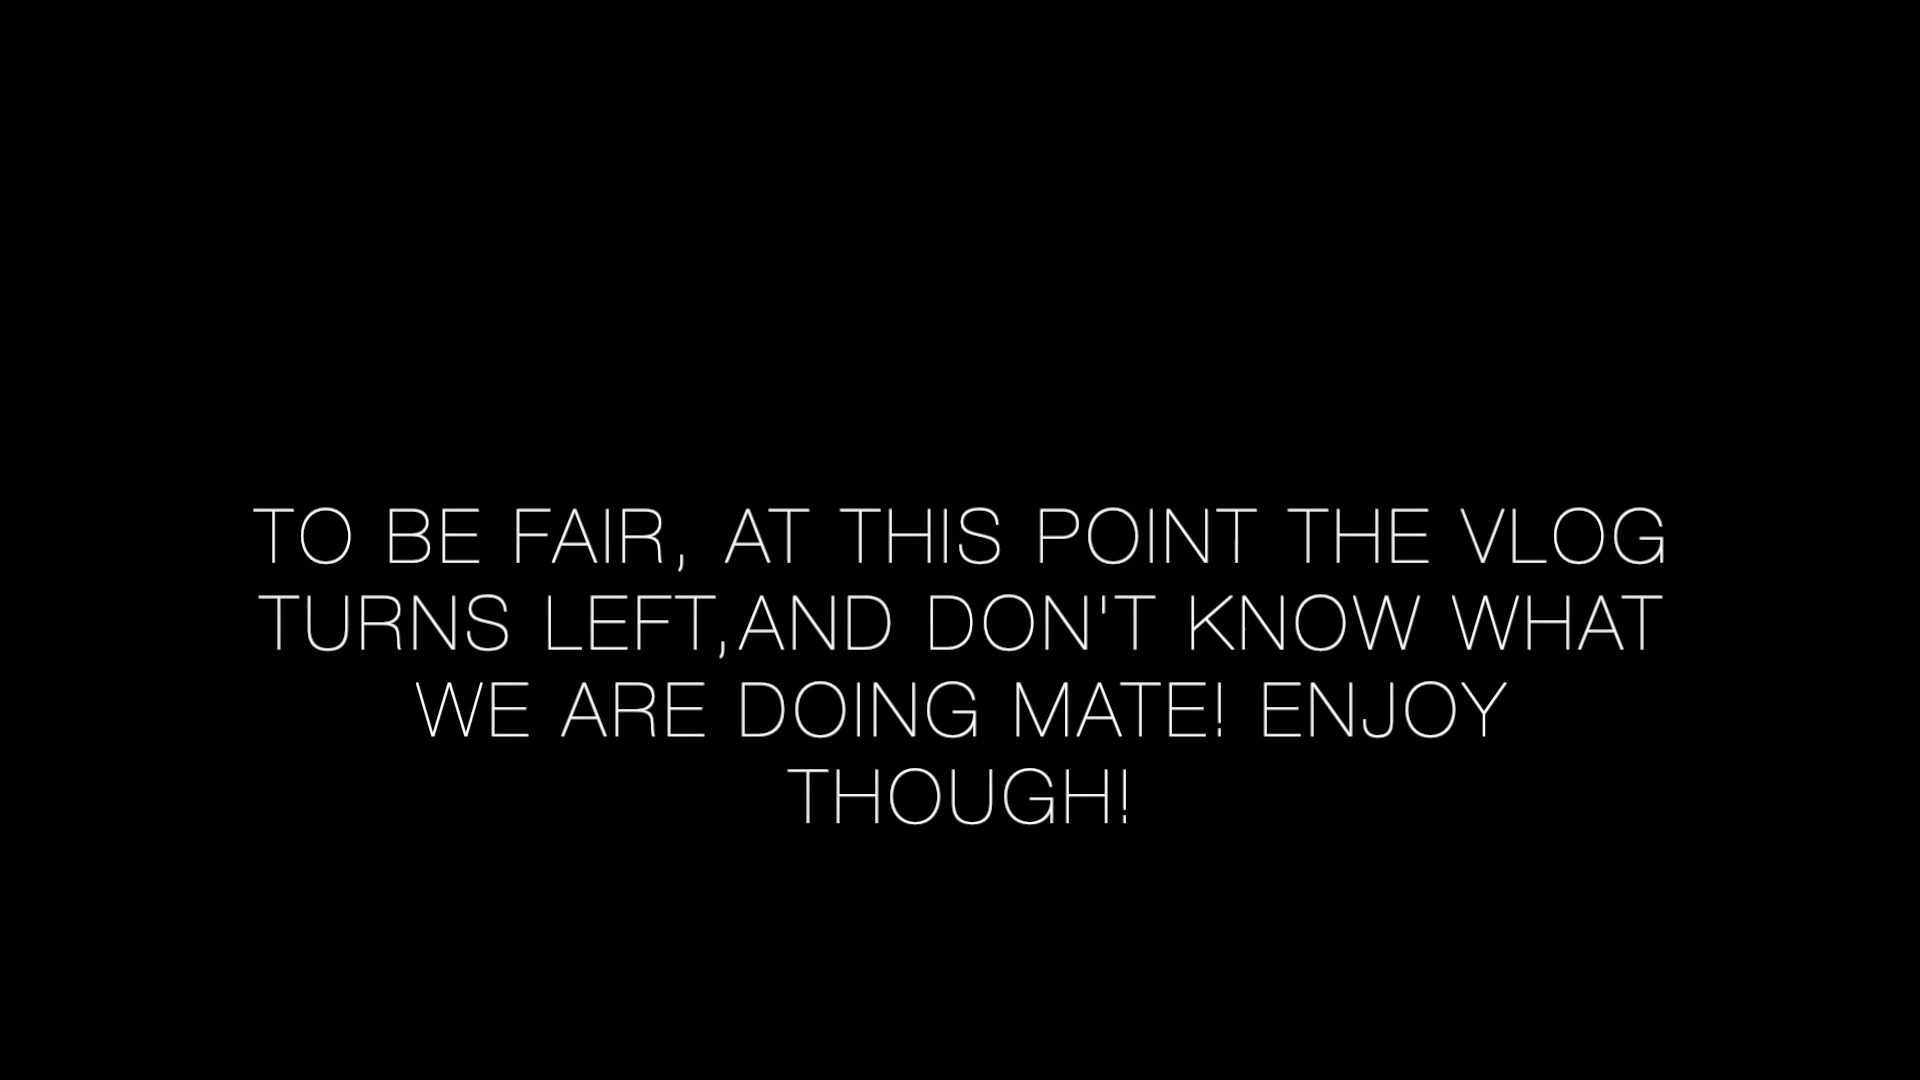 TO BE FAIR, AT THIS POINT THE VLOG
TURNS LEFT,AND DON'T KNOW WHAT
WE ARE DOING MATE! ENJOY
THOUGH!